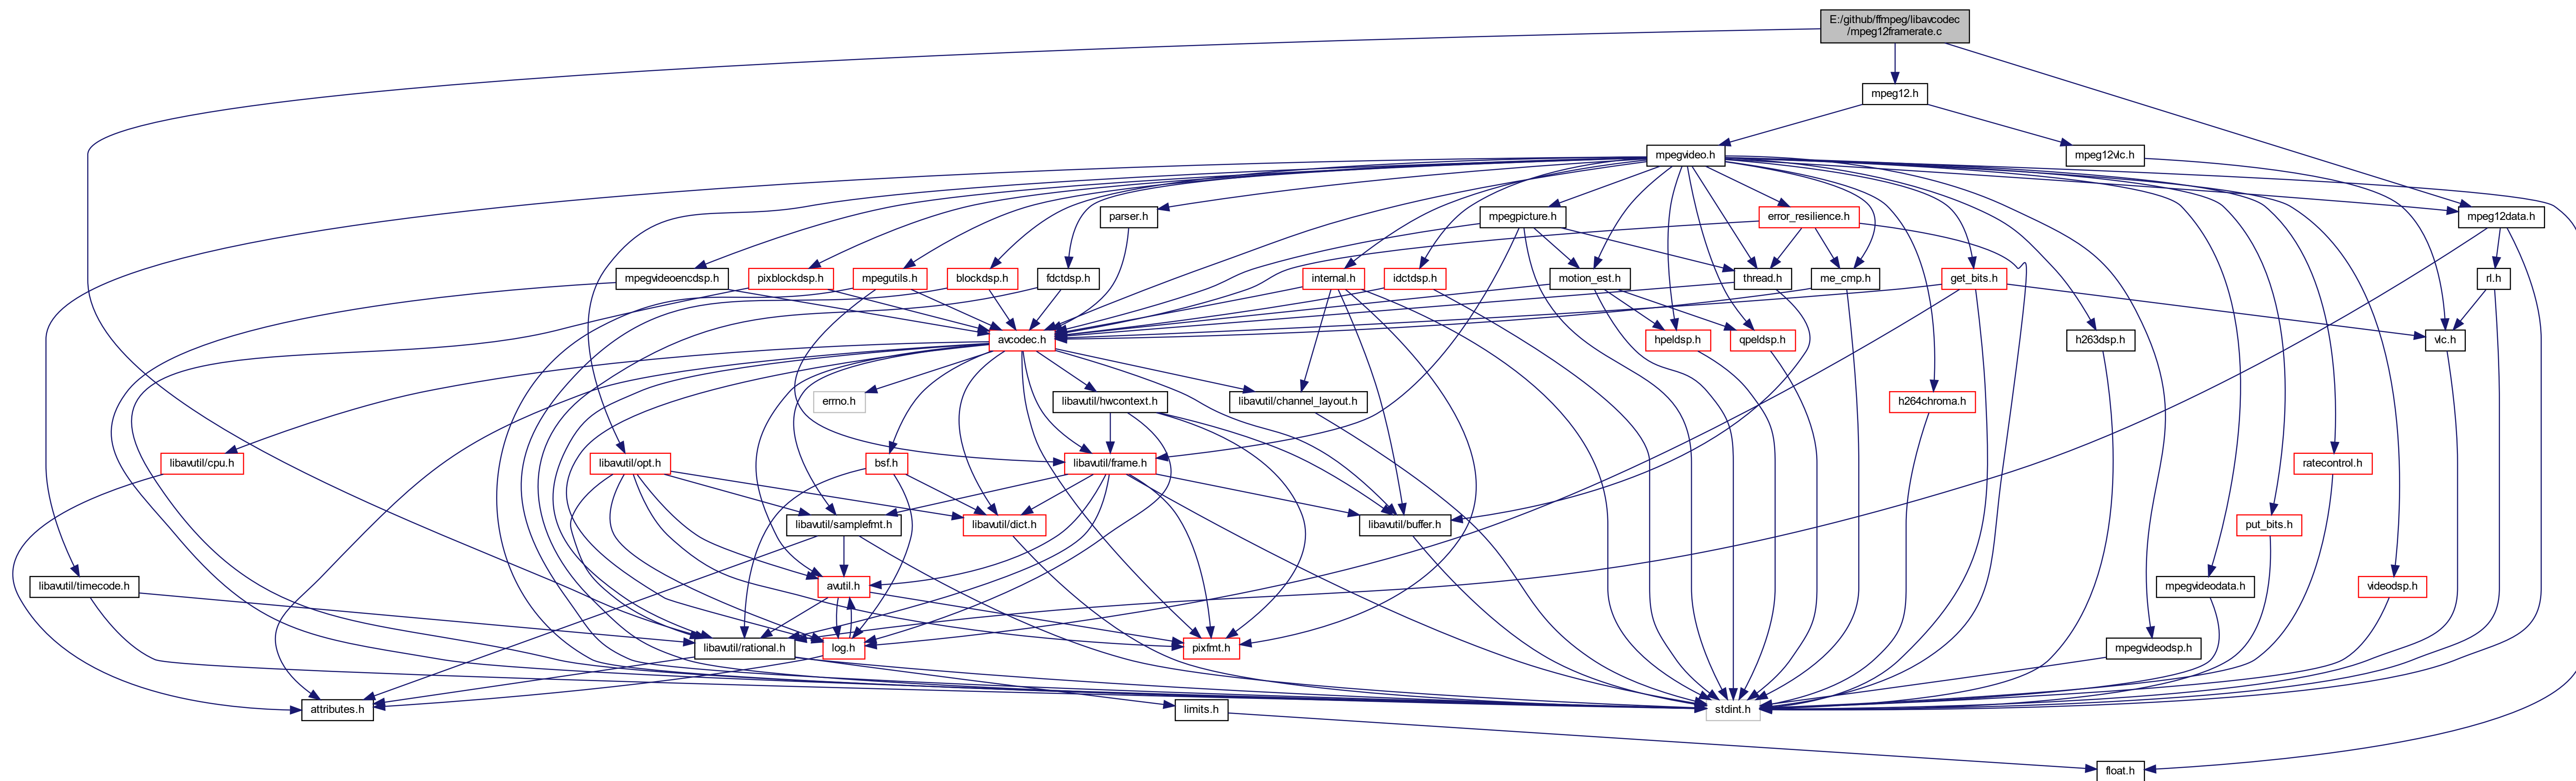 E:/github/ffmpeg/libavcodec
/mpeg12framerate.c
mpeg12.h
mpegvideo.h
mpeg12vlc.h
parser.h
mpegpicture.h
error_resilience.h
mpeg12data.h
mpegvideoencdsp.h
pixblockdsp.h
mpegutils.h
blockdsp.h
fdctdsp.h
internal.h
idctdsp.h
motion_est.h
thread.h
me_cmp.h
get_bits.h
rl.h
avcodec.h
hpeldsp.h
qpeldsp.h
h263dsp.h
vlc.h
errno.h
libavutil/hwcontext.h
libavutil/channel_layout.h
h264chroma.h
libavutil/cpu.h
libavutil/opt.h
bsf.h
libavutil/frame.h
ratecontrol.h
libavutil/samplefmt.h
libavutil/dict.h
libavutil/buffer.h
put_bits.h
libavutil/timecode.h
avutil.h
mpegvideodata.h
videodsp.h
libavutil/rational.h
log.h
pixfmt.h
mpegvideodsp.h
attributes.h
limits.h
stdint.h
float.h